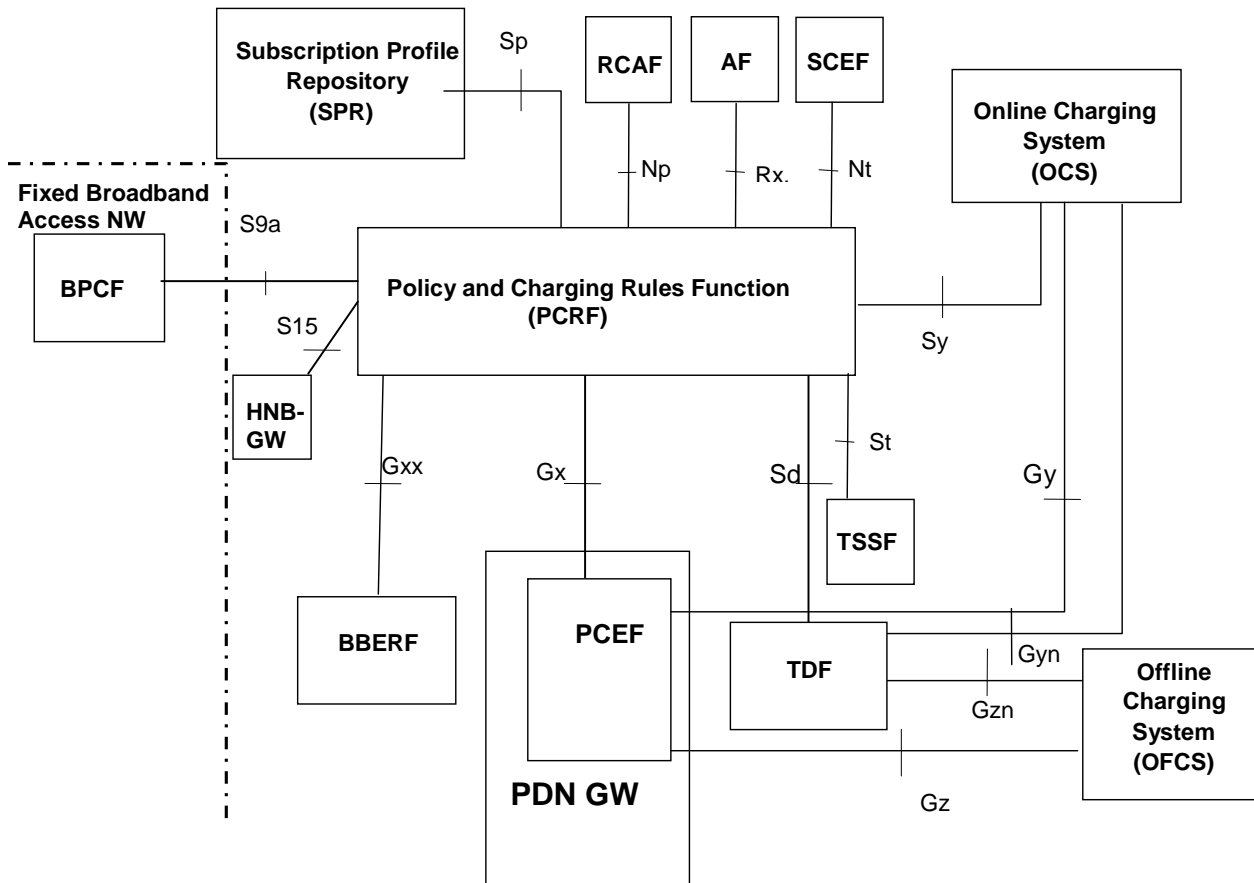 Subscription Profile
Repository
(SPR)
Sp
RCAF
AF
SCEF
Online Charging
System
(OCS)
Np
Rx.
Nt
Fixed Broadband
Access NW
S9a
BPCF
Policy and Charging Rules Function
(PCRF)
S15
Sy
HNB-
GW
Gxx
Gx
Sd
St
Gy
TSSF
PCEF
BBERF
TDF
Gyn
Gzn
Offline
Charging
System
(OFCS)
PDN GW
Gz